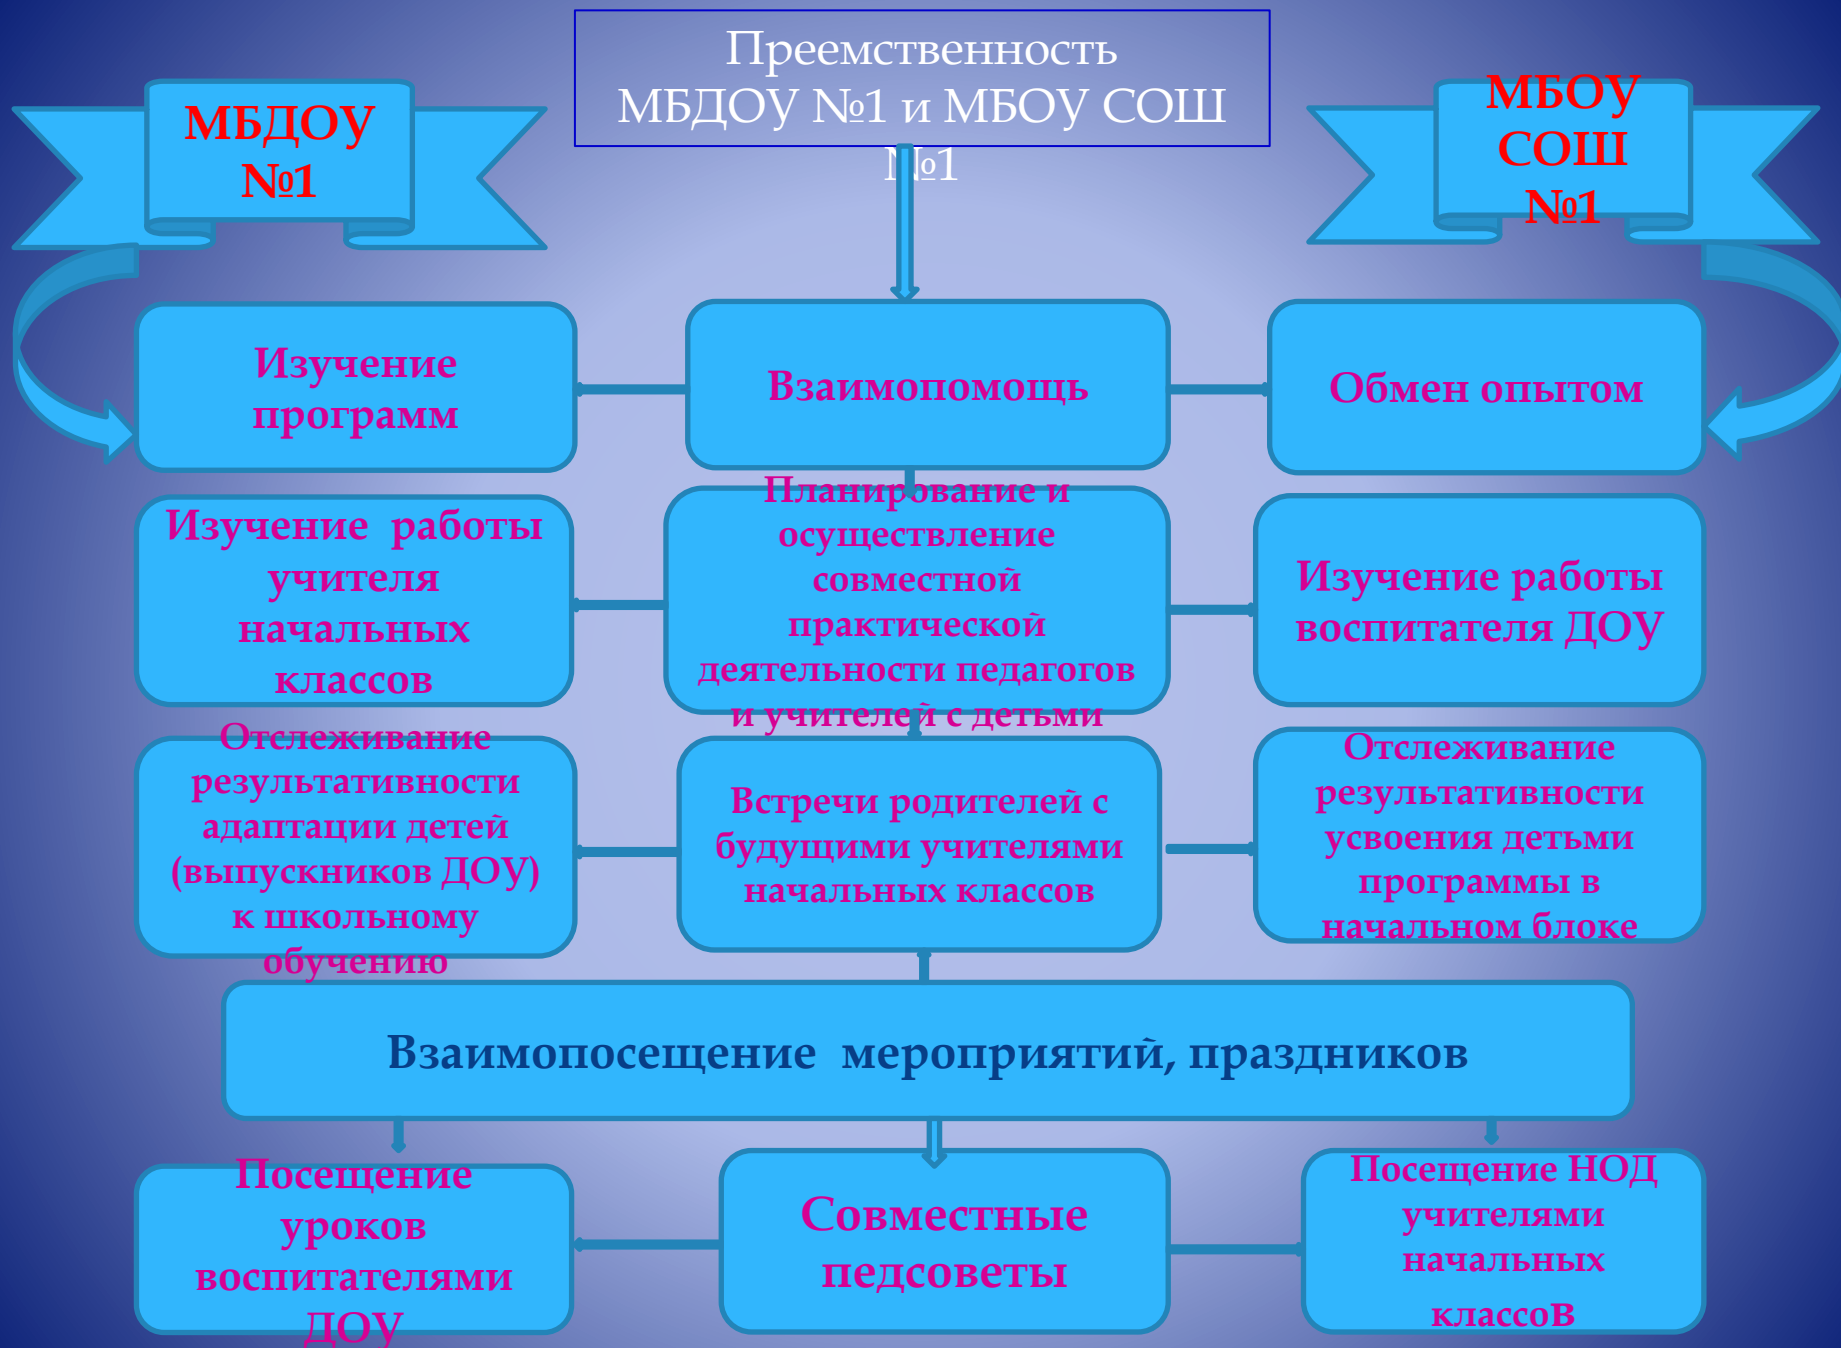 Преемственность
МБДОУ №1 и МБОУ СОШ
№1
МБДОУ
№1
МБОУ
СОШ
№1
Изучение
программ
Взаимопомощь
Обмен опытом
Изучение работы
учителя
начальных
классов
Планирование и
осуществление
совместной
практической
деятельности педагогов
и учителей с детьми
Изучение работы
воспитателя ДОУ
Отслеживание
результативности
адаптации детей
(выпускников ДОУ)
к школьному
обучению
Встречи родителей с
будущими учителями
начальных классов
Отслеживание
результативности
усвоения детьми
программы в
начальном блоке
Взаимопосещение мероприятий, праздников
Посещение
уроков
воспитателями
ДОУ
Совместные
педсоветы
Посещение НОД
учителями
начальных
классов